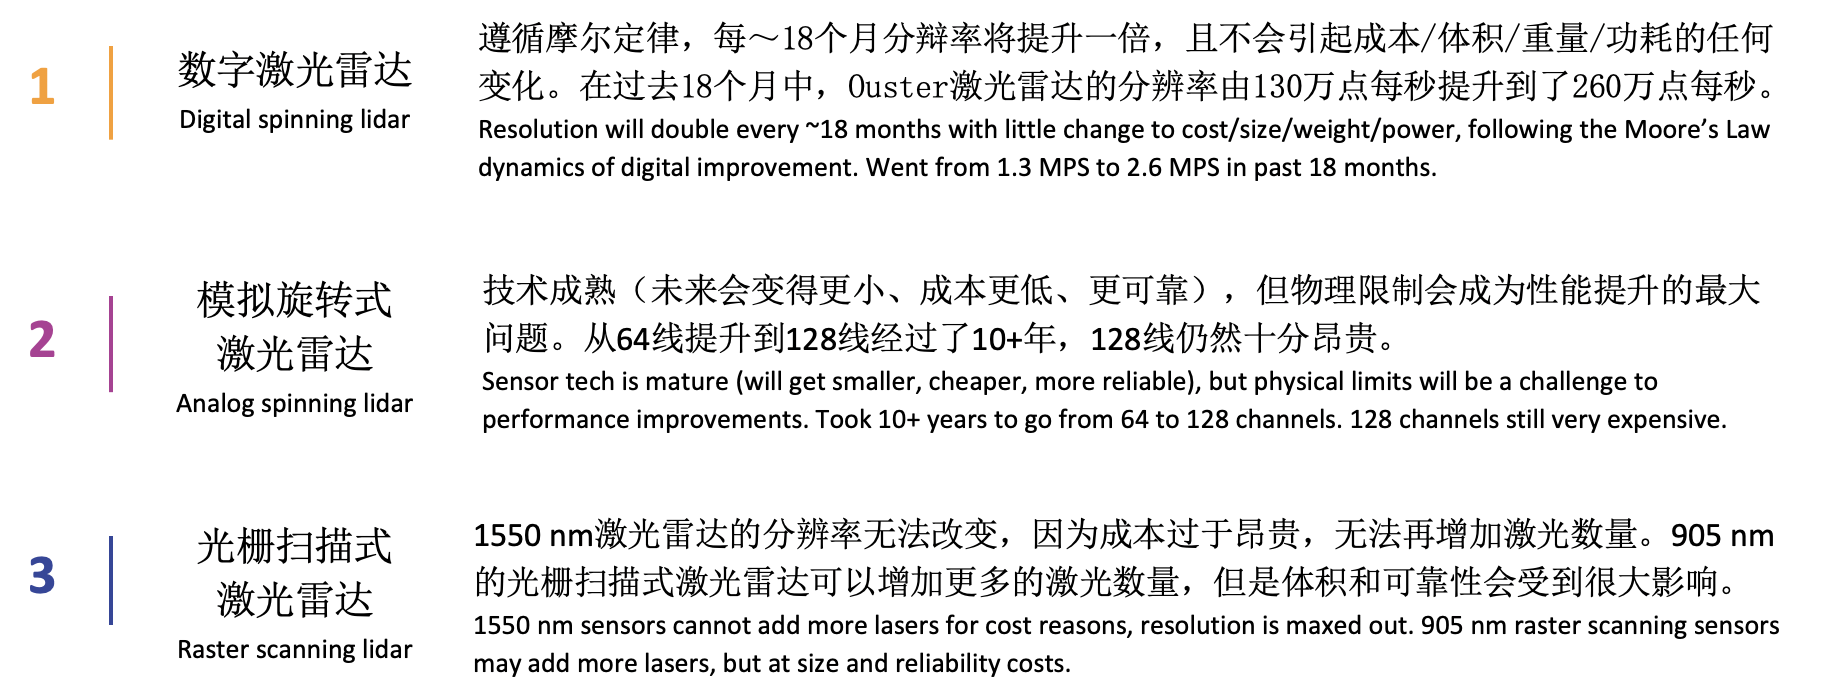 1
数字激光雷达
Digital spinning lidar
遵循摩尔定律，每～18个月分辩率将提升一倍，且不会引起成本/体积/重量/功耗的任何
变化。在过去18个月中，Ouster激光雷达的分辨率由130万点每秒提升到了260万点每秒。
Resolution will double every ~18 months with little change to cost/size/weight/power, following the Moore’s Law
dynamics of digital improvement. Went from 1.3 MPS to 2.6 MPS in past 18 months.
2
模拟旋转式
激光雷达
Analog spinning lidar
技术成熟（未来会变得更小、成本更低、更可靠），但物理限制会成为性能提升的最大
问题。从64线提升到128线经过了10+年，128线仍然十分昂贵。
Sensor tech is mature (will get smaller, cheaper, more reliable), but physical limits will be a challenge to
performance improvements. Took 10+ years to go from 64 to 128 channels. 128 channels still very expensive.
3
光栅扫描式
激光雷达
Raster scanning lidar
1550 nm激光雷达的分辨率无法改变，因为成本过于昂贵，无法再增加激光数量。905 nm
的光栅扫描式激光雷达可以增加更多的激光数量，但是体积和可靠性会受到很大影响。
1550 nm sensors cannot add more lasers for cost reasons, resolution is maxed out. 905 nm raster scanning sensors
may add more lasers, but at size and reliability costs.